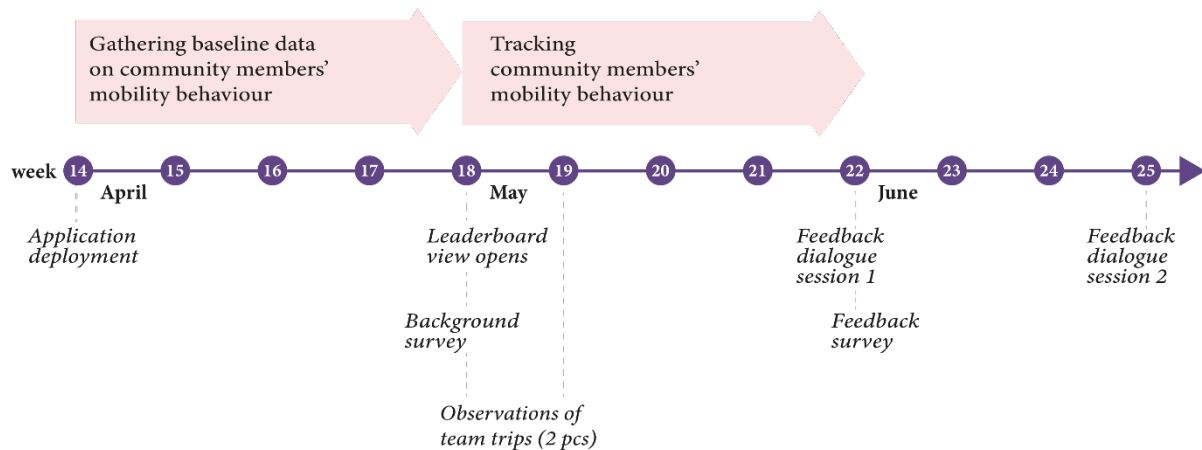 Gathering baseline data
on community members’
mobility behaviour
Tracking
community members’
mobility behaviour
week 14 15 16 17 18 19 20 21 22 23 24 25
April May June
Application
deployment
Leaderboard
view opens
Feedback
dialogue
session 1
Feedback
dialogue
session 2
Background
survey
Feedback
survey
Observations of
team trips (2 pcs)